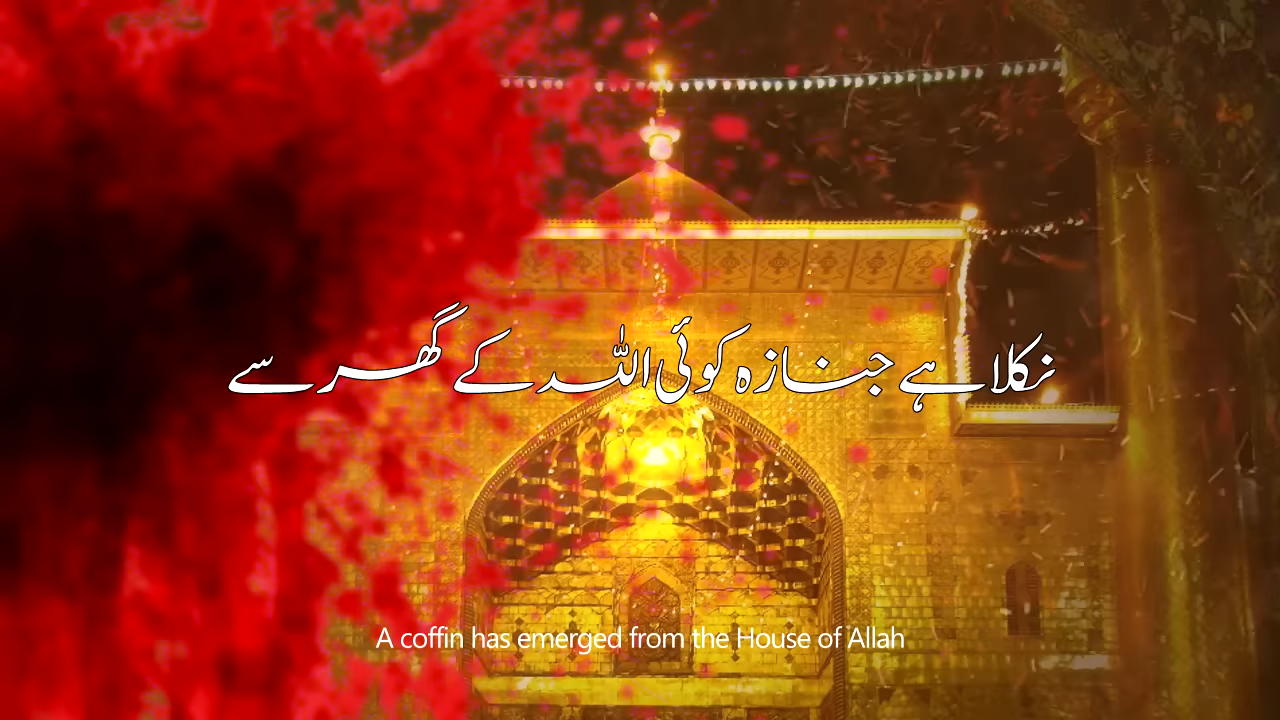 نکلا ہے جنازہ کوئی اللہ کے گھر سے
A coffin has emerged from the House of Allah